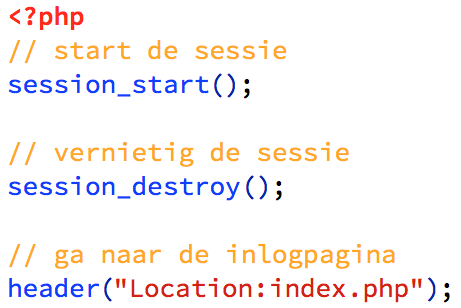 <?php
// start de sessie
session_start();
// vernietig de sessie
session_destroy();
// ga naar de inlogpagina
header("Location:index.php");